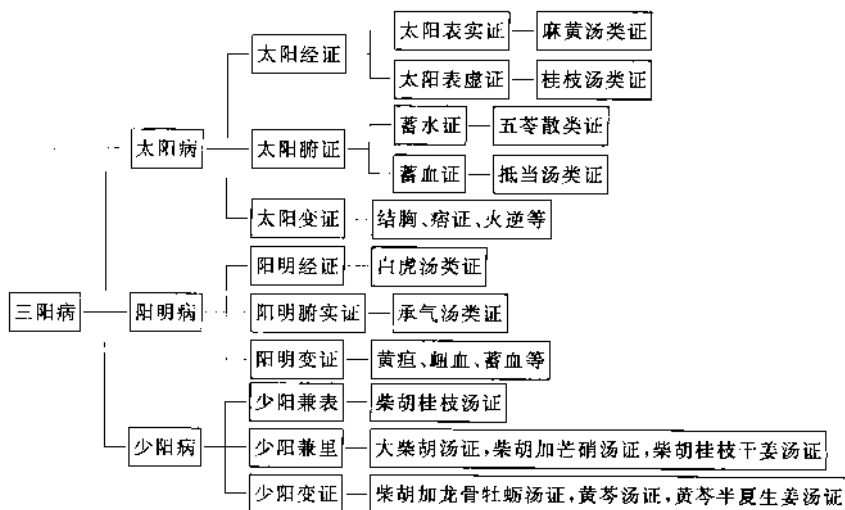 太阳表实证 麻黄汤类证
太阳经证
太阳表虚证 桂枝汤类证
蓄水证 五苓散类证
太阳病 太阳腑证
蓄血证 抵当汤类证
太阳变证 结胸、痞证、火逆等
阳明经证 白虎汤类证
三阳病 阳明病 阳明腑实证 承气汤类证
阳明变证 黄疸、衄血、蓄血等
少阳兼表 柴胡桂枝汤证
少阳病 少阳兼里 大柴胡汤证,柴胡加芒硝汤证,柴胡桂枝干姜汤证
少阳变证 柴胡加龙骨牡蛎汤证,黄芩汤证,黄芩半夏生姜汤证